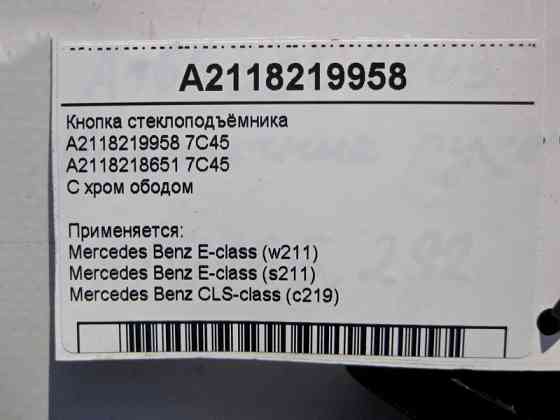 A2118219958
Кнопка стеклоподъёмника
A2118219958 7C45
A2118218651 7C45
С хром ободом
Применяется:
Mercedes Benz E-class (w211)
Mercedes Benz E-class (s211)
Mercedes Benz CLS-class (c219)